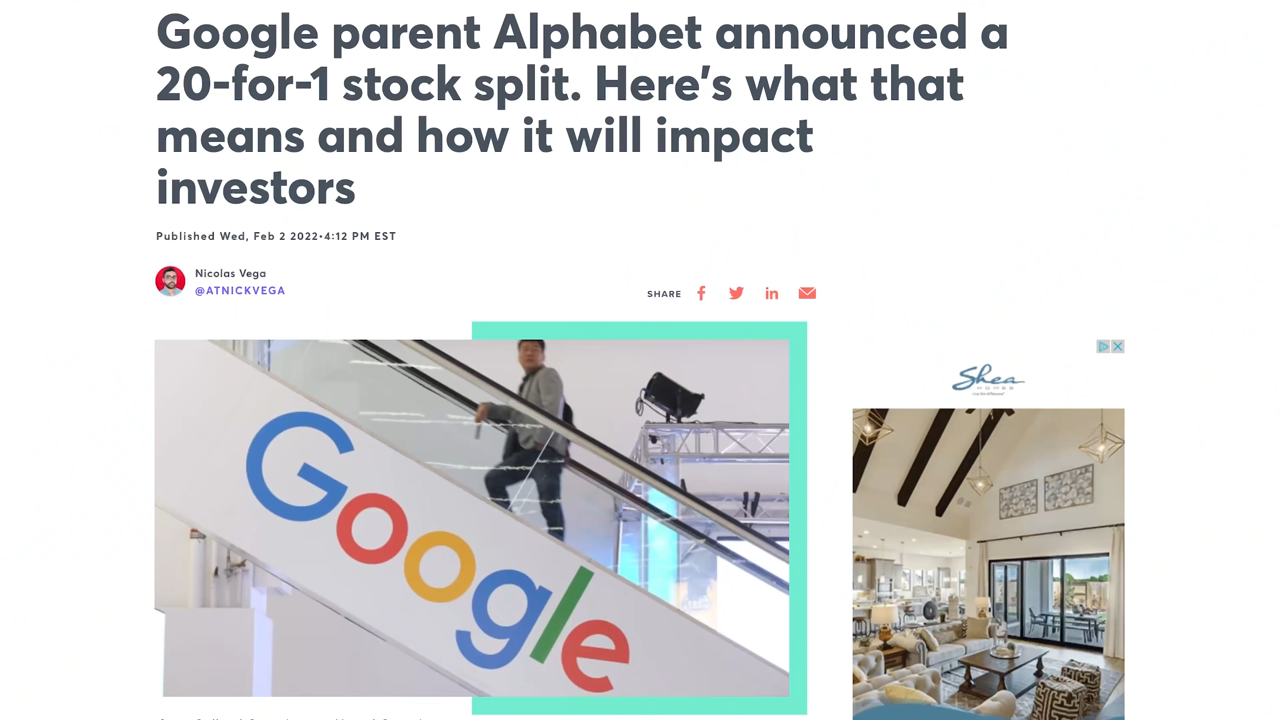 Google parent Alphabet announced a
20-for-1 stock split. Here's what that
means and how it will impact
investors
Published Wed, Feb 2 2022•4:12 PM EST
Nicolas Vega
@ATNICKVEGA
SHARE
Google
Shea
HOMES